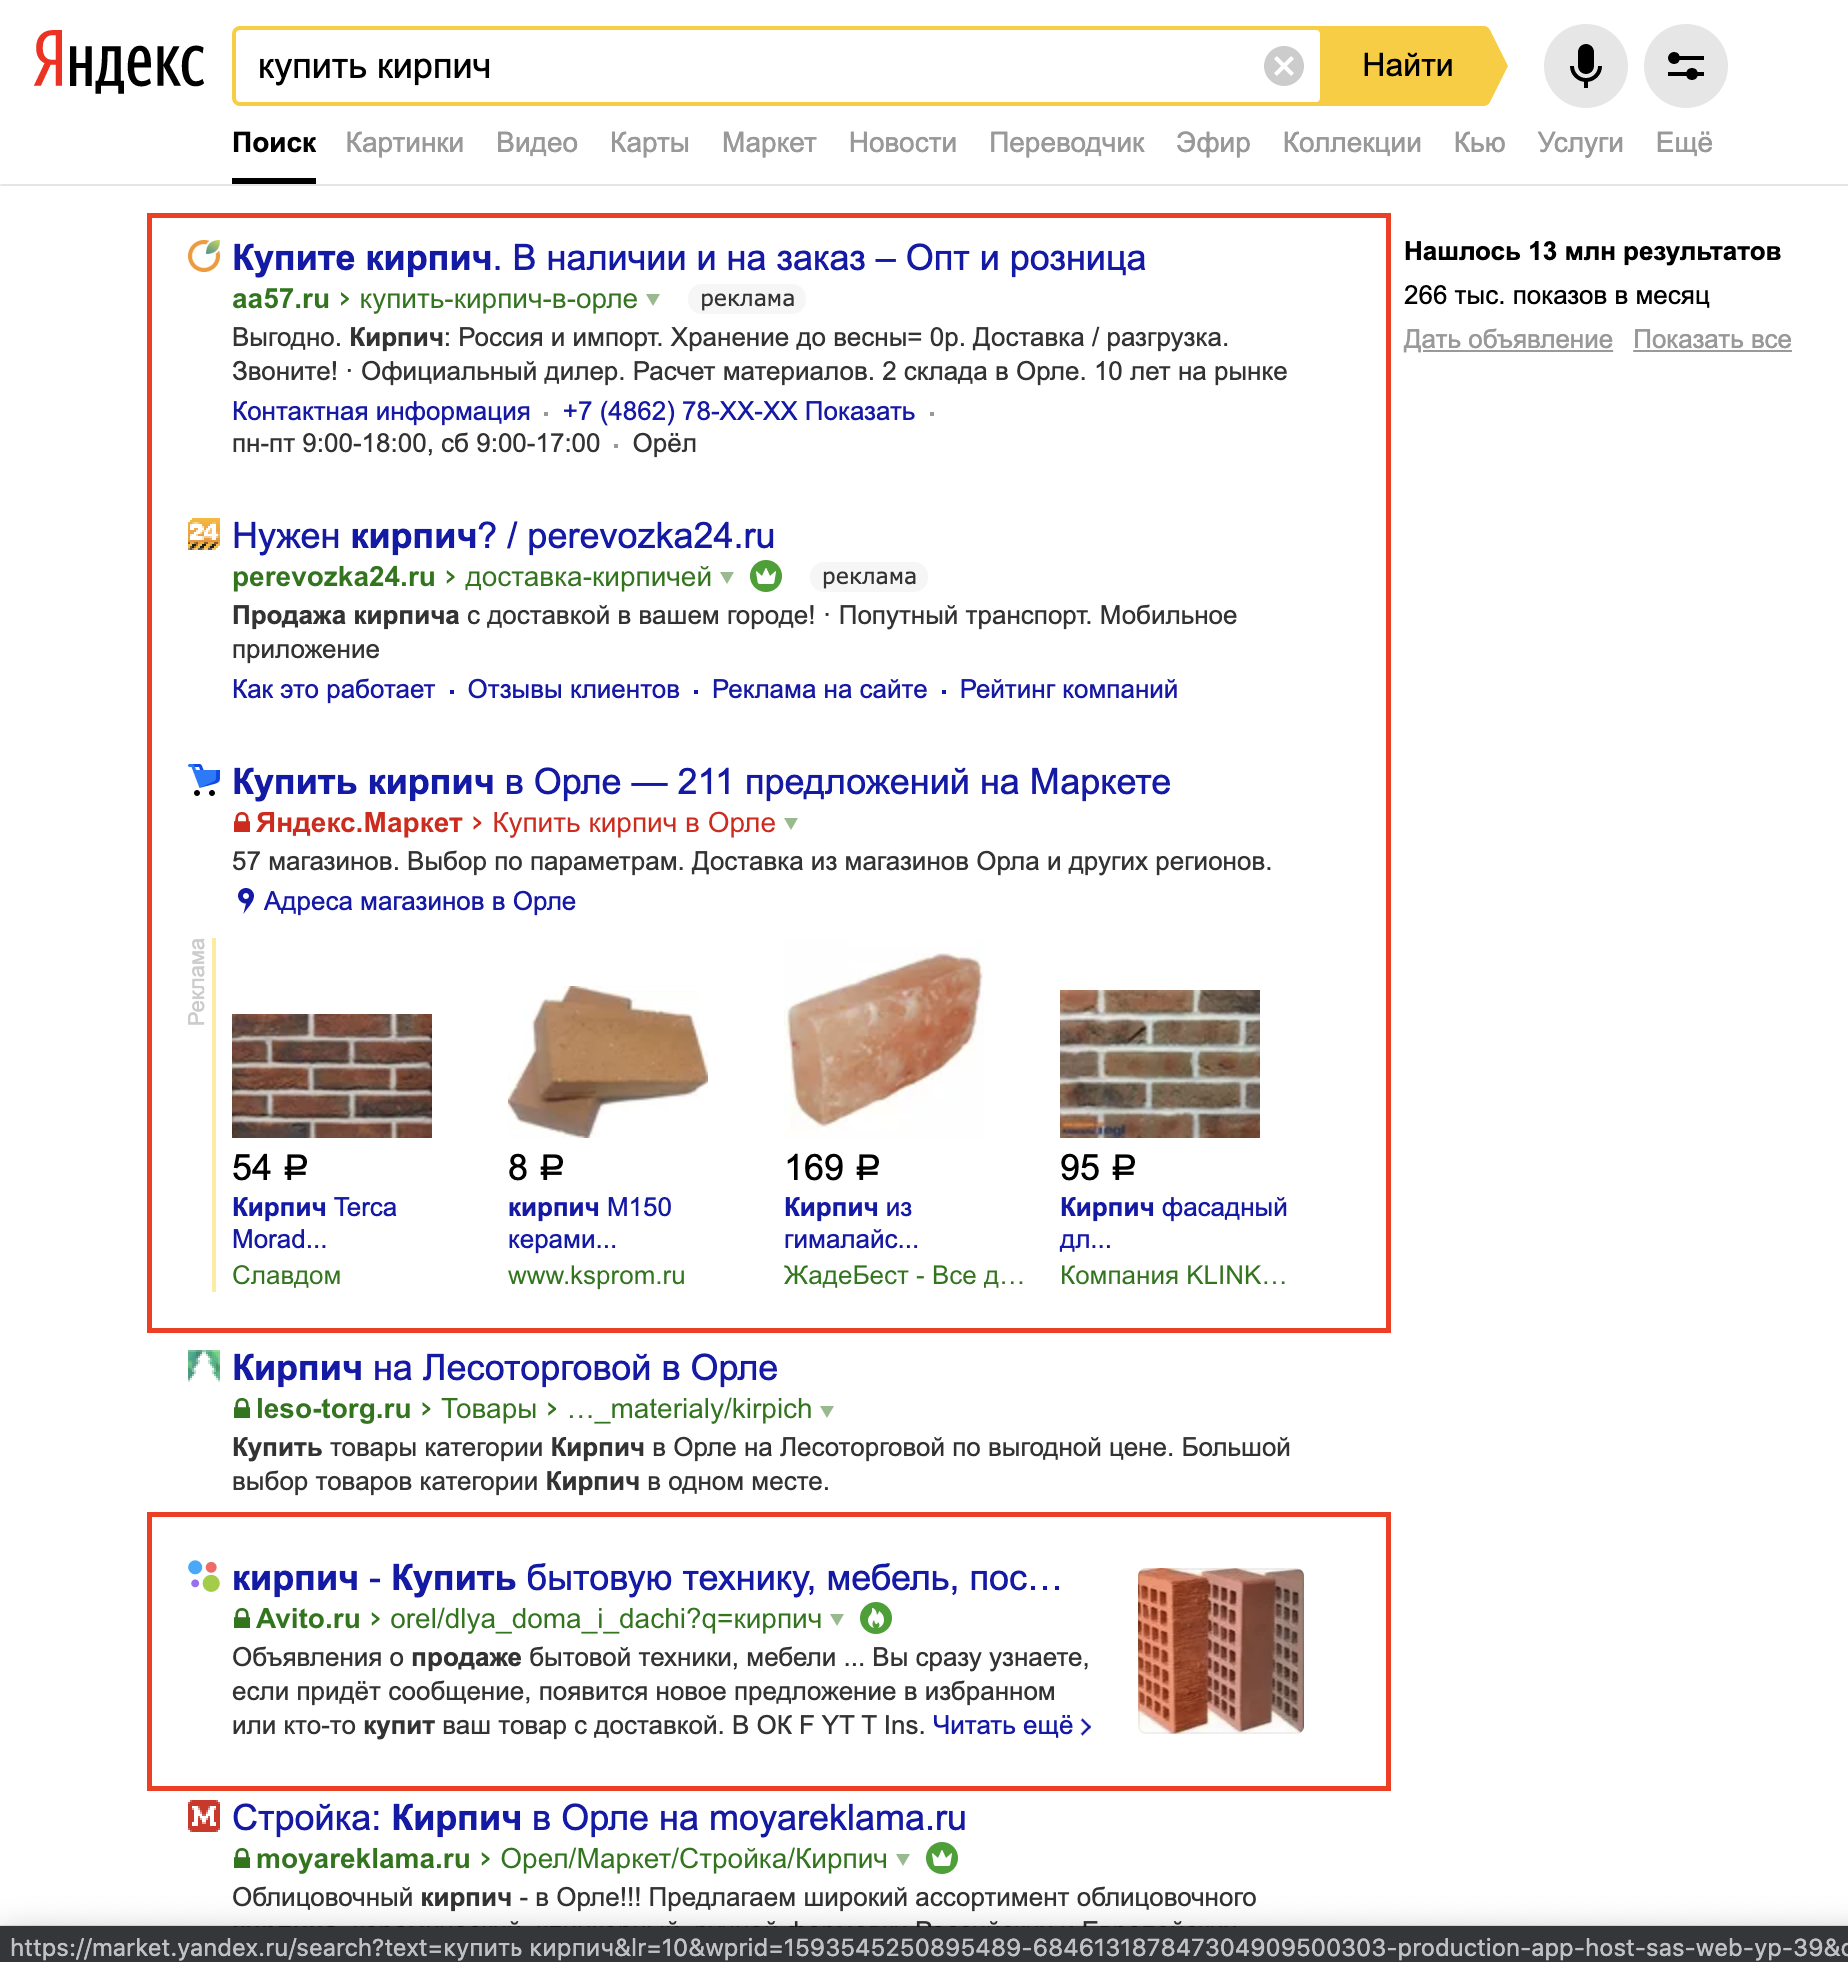 Яндекс
купить кирпич
Найти
Поиск Картинки Видео Карты Маркет Новости Переводчик Эфир Коллекции Кью Услуги Ещё
Купите кирпич. В наличии и на заказ – Опт и розница
aa57.ru › купить-кирпич-в-орле реклама
Выгодно. Кирпич: Россия и импорт. Хранение до весны= 0р. Доставка / разгрузка.
Звоните! · Официальный дилер. Расчет материалов. 2 склада в Орле. 10 лет на рынке
Контактная информация · +7 (4862) 78-XX-XX Показать ·
пн-пт 9:00-18:00, сб 9:00-17:00 · Орёл
Нашлось 13 млн результатов
266 тыс. показов в месяц
Дать объявление Показать все
24
Нужен кирпич? / perevozka24.ru
perevozka24.ru › доставка-кирпичей реклама
Продажа кирпича с доставкой в вашем городе! · Попутный транспорт. Мобильное
приложение
Как это работает · Отзывы клиентов · Реклама на сайте · Рейтинг компаний
Купить кирпич в Орле — 211 предложений на Маркете
Яндекс.Маркет › Купить кирпич в Орле
57 магазинов. Выбор по параметрам. Доставка из магазинов Орла и других регионов.
Адреса магазинов в Орле
Реклама
54 ₽
Кирпич Terca
Morad...
Славдом
8 ₽
кирпич М150
керами...
www.ksprom.ru
169 ₽
Кирпич из
гималайс...
ЖадеБест - Все д...
95 ₽
Кирпич фасадный
дл...
Компания KLINK...
Кирпич на Лесоторговой в Орле
leso-torg.ru › Товары › ..._materialy/kirpich
Купить товары категории Кирпич в Орле на Лесоторговой по выгодной цене. Большой
выбор товаров категории Кирпич в одном месте.
кирпич - Купить бытовую технику, мебель, пос...
Avito.ru › orel/dlya_doma_i_dachi?q=кирпич
Объявления о продаже бытовой техники, мебели ... Вы сразу узнаете,
если придёт сообщение, появится новое предложение в избранном
или кто-то купит ваш товар с доставкой. В ОК F YT T Ins. Читать ещё ›
М
Стройка: Кирпич в Орле на moyareklama.ru
moyareklama.ru › Орел/Маркет/Стройка/Кирпич
Облицовочный кирпич - в Орле!!! Предлагаем широкий ассортимент облицовочного
https://market.yandex.ru/search?text=купить кирпич&lr=10&wprid=1593545250895489-684613187847304909500303-production-app-host-sas-web-yp-39&